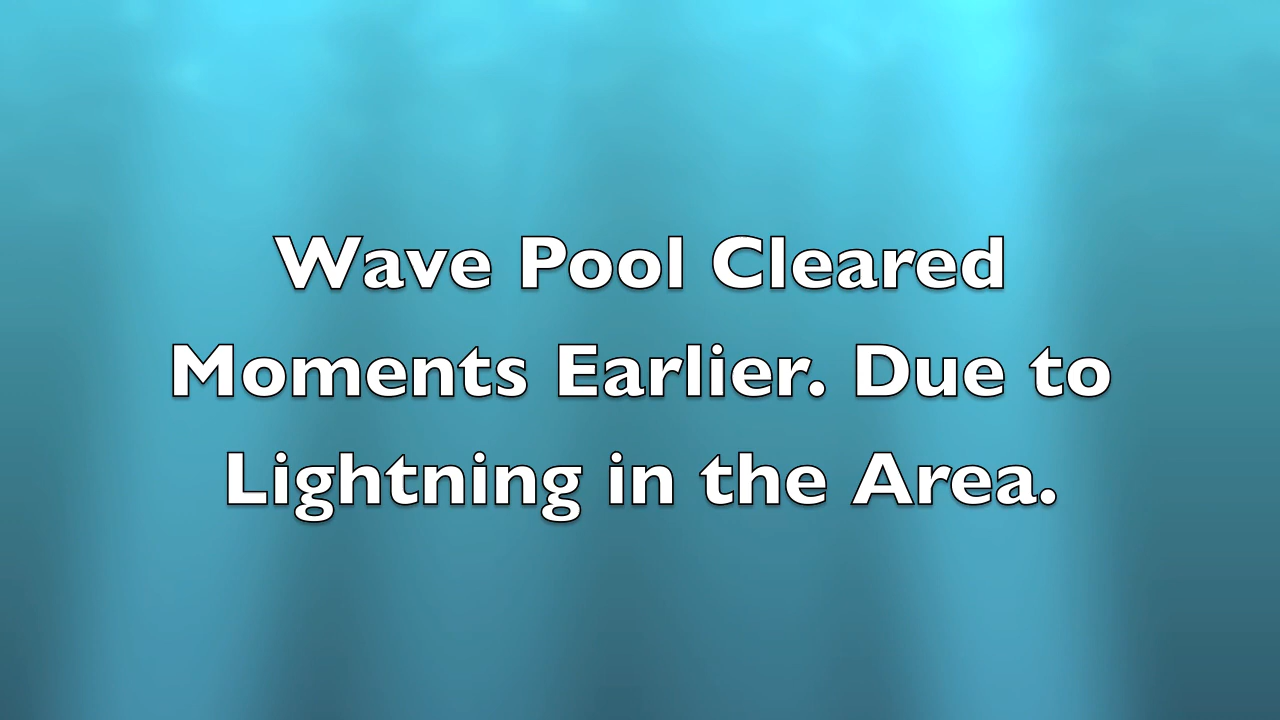 Wave Pool Cleared
Moments Earlier. Due to
Lightning in the Area.